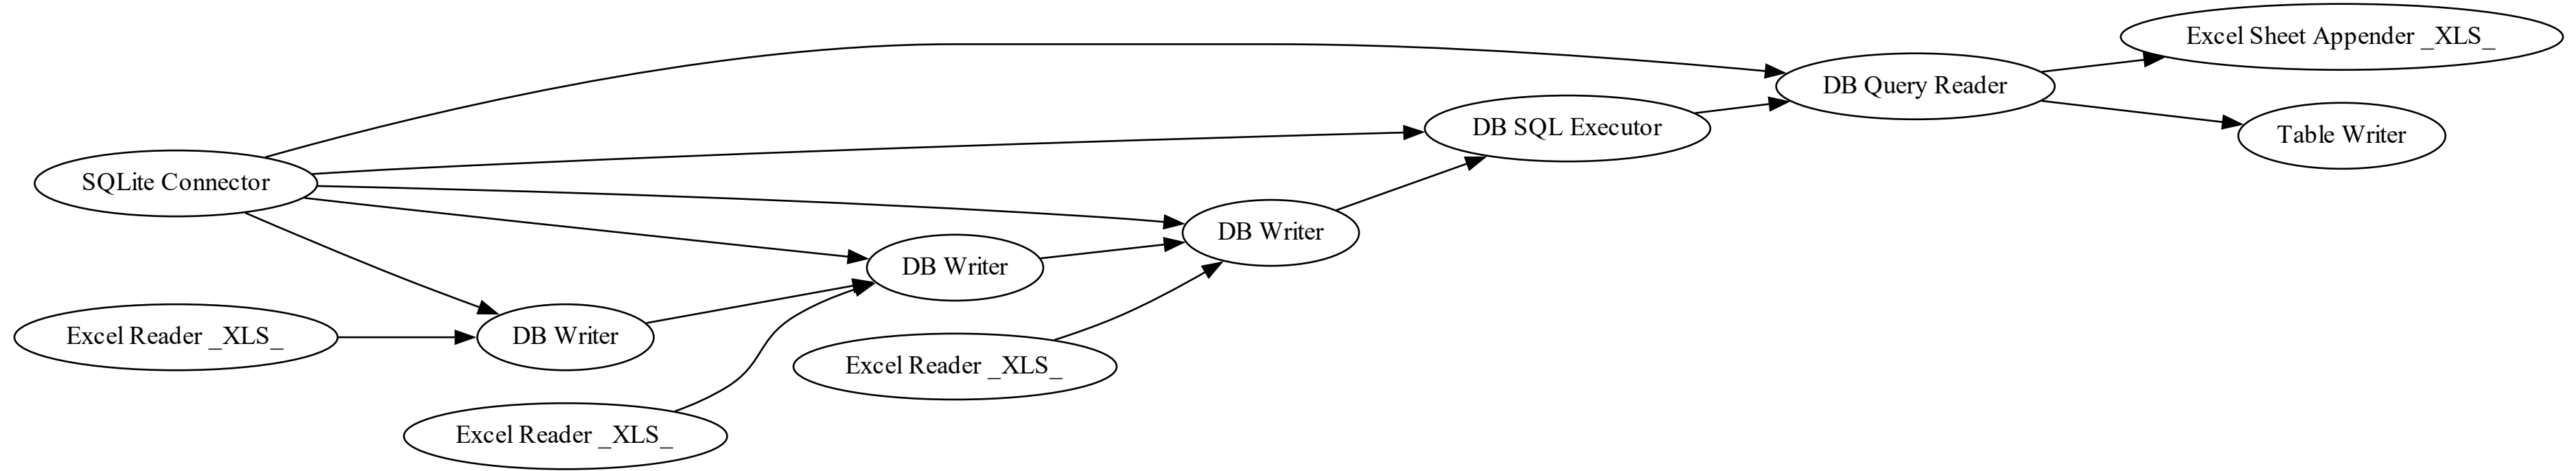 Excel Sheet Appender _XLS_
DB Query Reader
DB SQL Executor
Table Writer
SQLite Connector
DB Writer
DB Writer
Excel Reader _XLS_
DB Writer
Excel Reader _XLS_
Excel Reader _XLS_